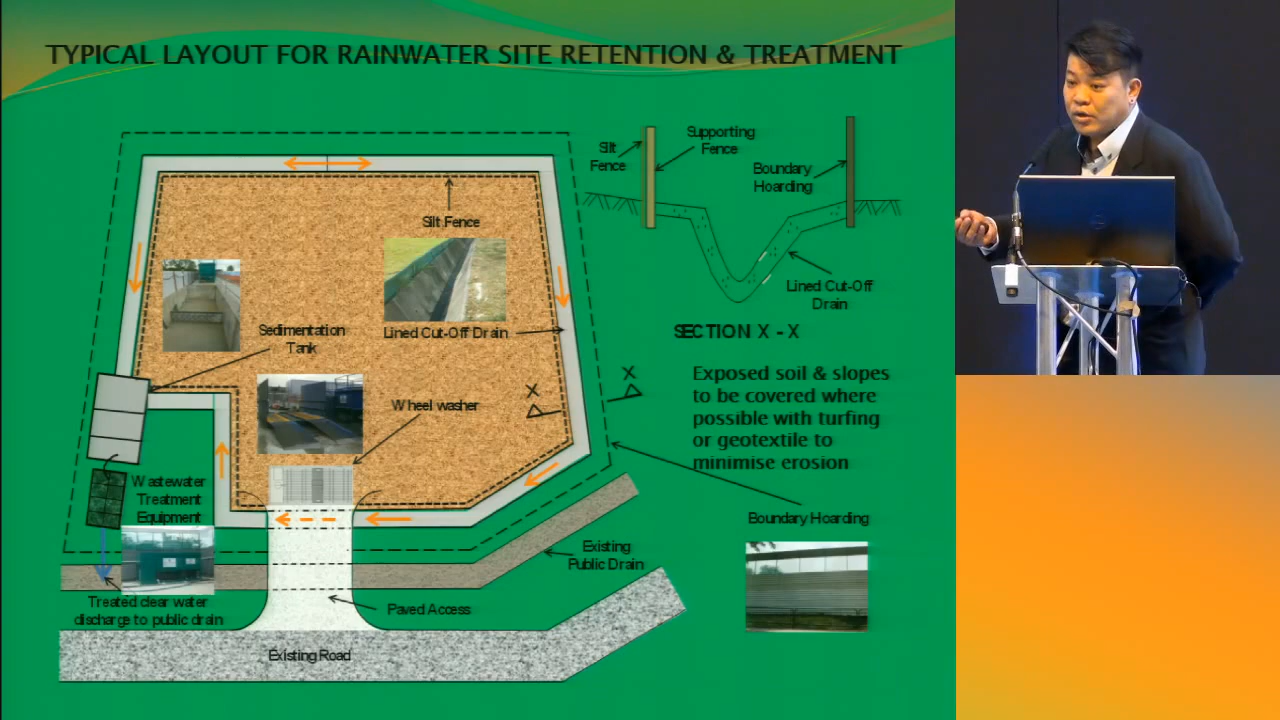 TYPICAL LAYOUT FOR RAINWATER SITE RETENTION & TREATMENT
Silt
Fence
Supporting
Fence
Boundary
Hoarding
Silt Fence
Lined Cut-Off
Drain
Sedimentation
Tank
Lined Cut-Off Drain
SECTION X - X
Exposed soil & slopes
to be covered where
possible with turfing
or geotextile to
minimise erosion
X
X
Wheel washer
Wastewater
Treatment
Equipment
Boundary Hoarding
Existing
Public Drain
Treated clear water
discharge to public drain
Paved Access
Existing Road